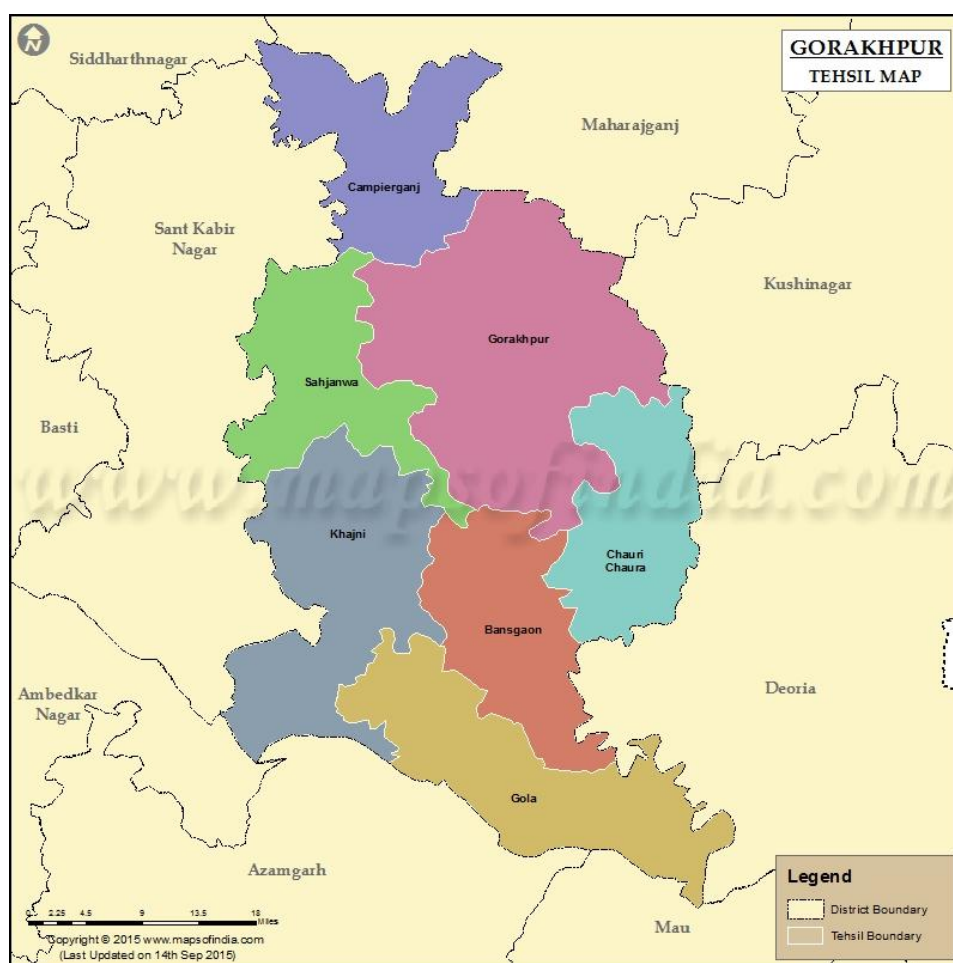 N
GORAKHPUR
TEHSIL MAP
Siddharthnagar
Maharajganj
Campierganj
Sant Kabir
Nagar
Kushinagar
Gorakhpur
Sahjanwa
Basti
www.mapsofindia.com
Khajni
Chauri
Chaura
Bansgaon
Ambedkar
Nagar
Deoria
Gola
Azamgarh
Mau
Legend
District Boundary
Tehsil Boundary
0 2.25 4.5 9 13.5 18
Miles
Copyright © 2015 www.mapsofindia.com
(Last Updated on 14th Sep 2015)